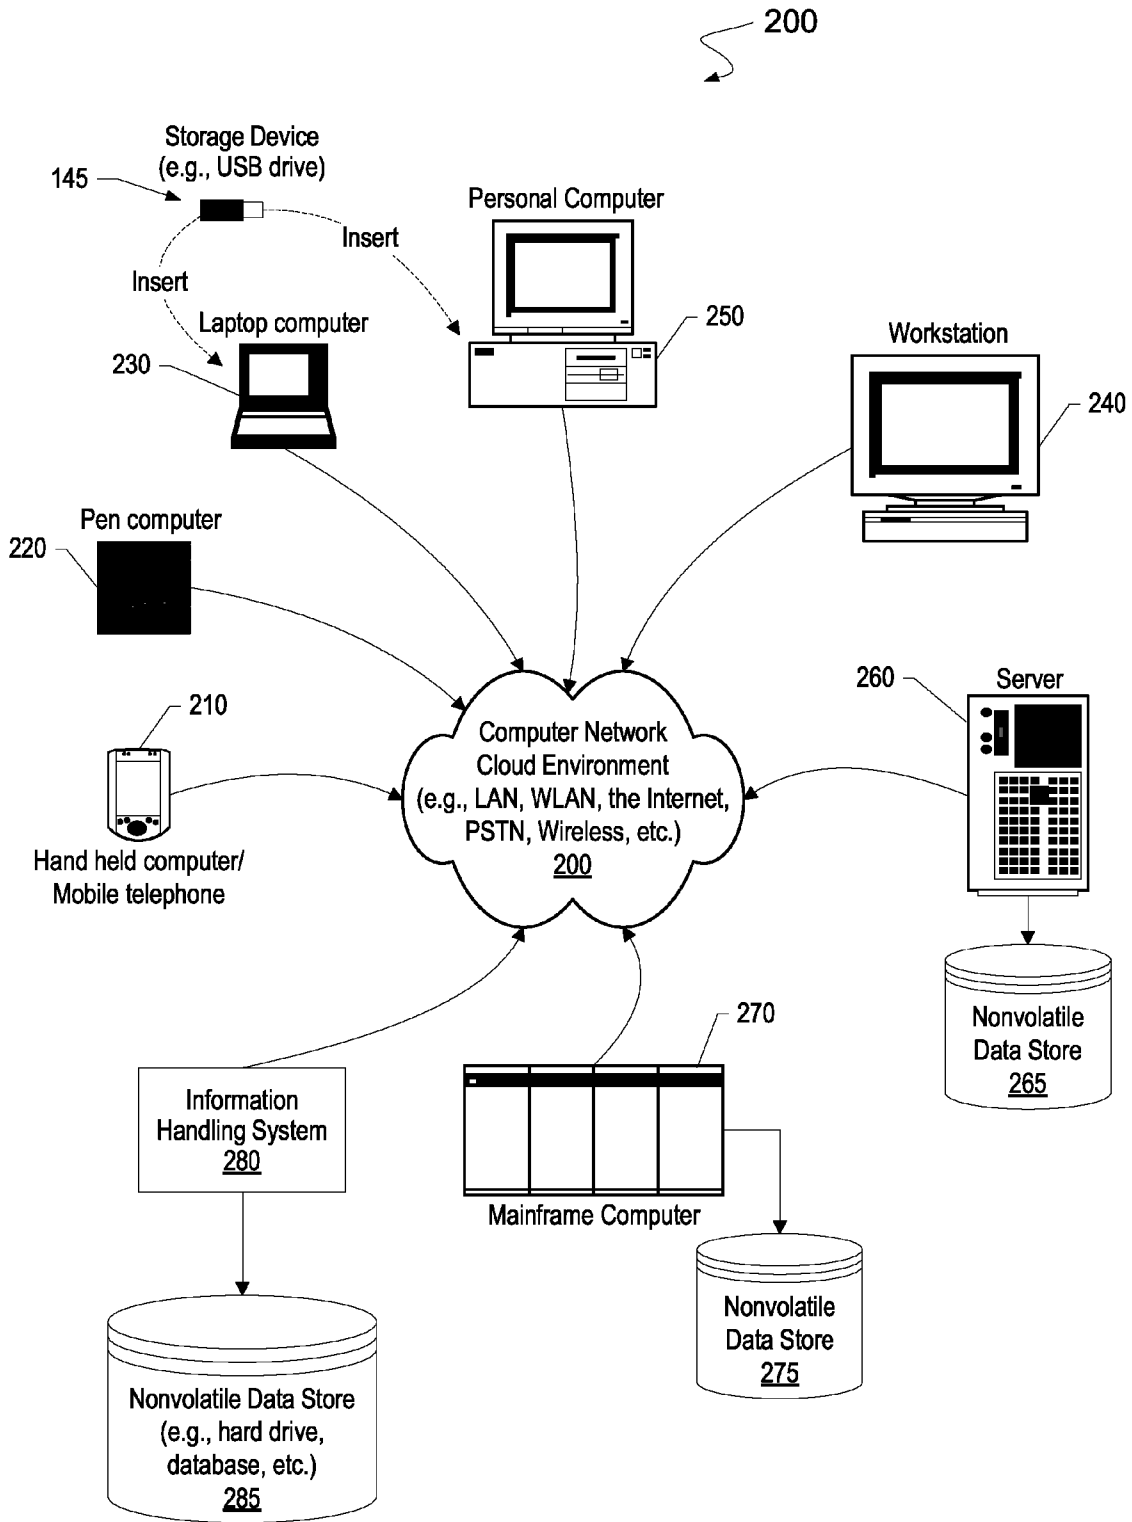 200
Storage Device
(e.g., USB drive)
145
Insert
Insert
Personal Computer
250
Laptop computer
230
Workstation
240
Pen computer
220
210
Hand held computer/
Mobile telephone
Computer Network
Cloud Environment
(e.g., LAN, WLAN, the Internet,
PSTN, Wireless, etc.)
200
260
Server
Nonvolatile
Data Store
265
270
Mainframe Computer
Nonvolatile
Data Store
275
Information
Handling System
280
Nonvolatile Data Store
(e.g., hard drive,
database, etc.)
285